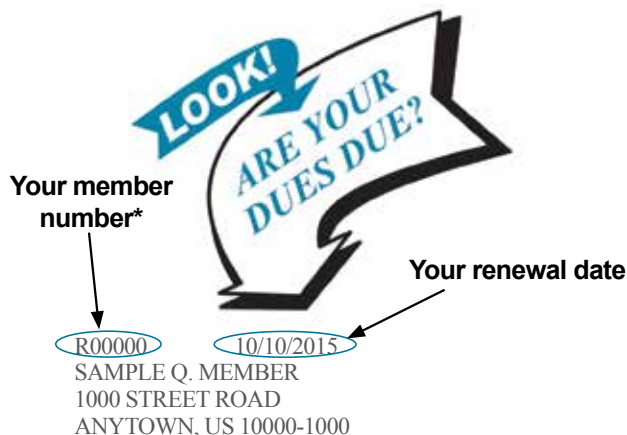 LOOK!
ARE YOUR
DUES DUE?
Your member
number*
Your renewal date
R00000 10/10/2015
SAMPLE Q. MEMBER
1000 STREET ROAD
ANYTOWN, US 10000-1000